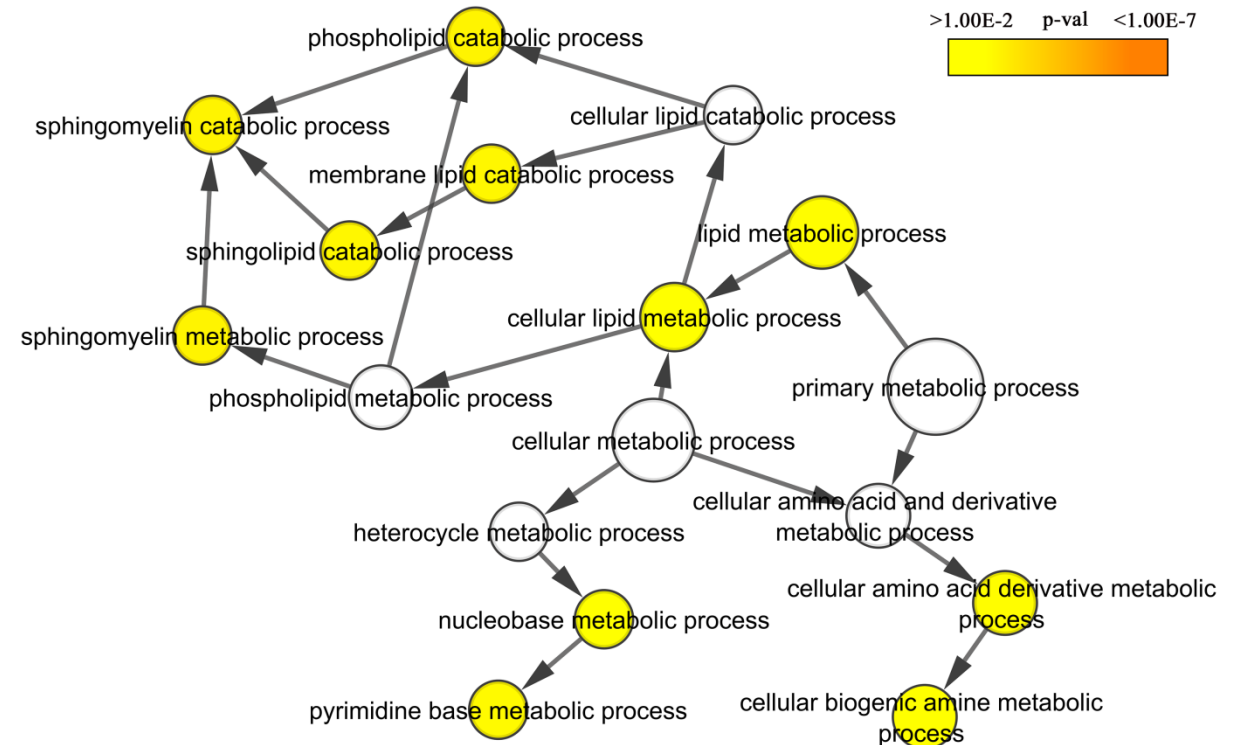 >1.00E-2 p-val <1.00E-7
phospholipid catabolic process
cellular lipid catabolic process
sphingomyelin catabolic process
membrane lipid catabolic process
lipid metabolic process
sphingolipid catabolic process
cellular lipid metabolic process
sphingomyelin metabolic process
primary metabolic process
phospholipid metabolic process
cellular metabolic process
cellular amino acid and derivative
metabolic process
heterocycle metabolic process
cellular amino acid derivative metabolic
process
nucleobase metabolic process
cellular biogenic amine metabolic
process
pyrimidine base metabolic process